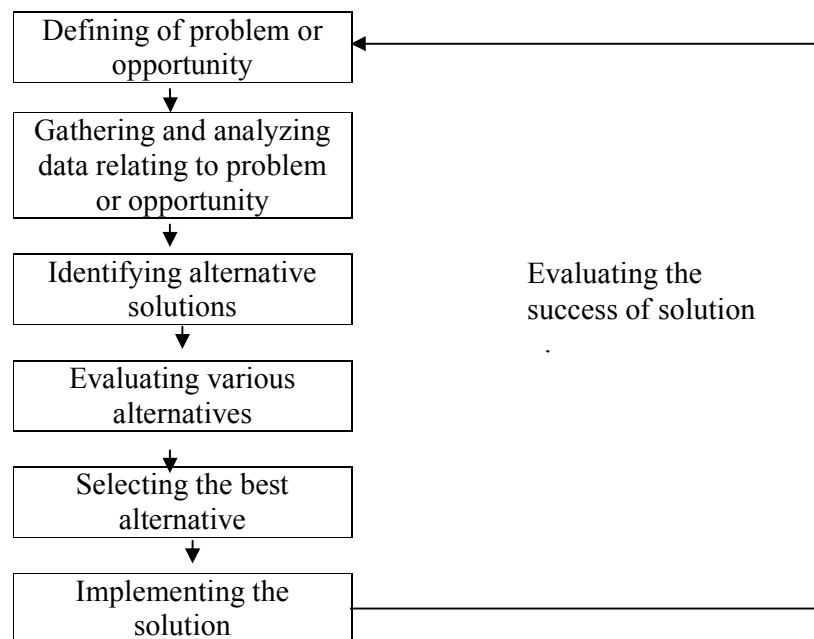 Defining of problem or
opportunity
Gathering and analyzing
data relating to problem
or opportunity
Identifying alternative
solutions
Evaluating the
success of solution
.
Evaluating various
alternatives
Selecting the best
alternative
Implementing the
solution